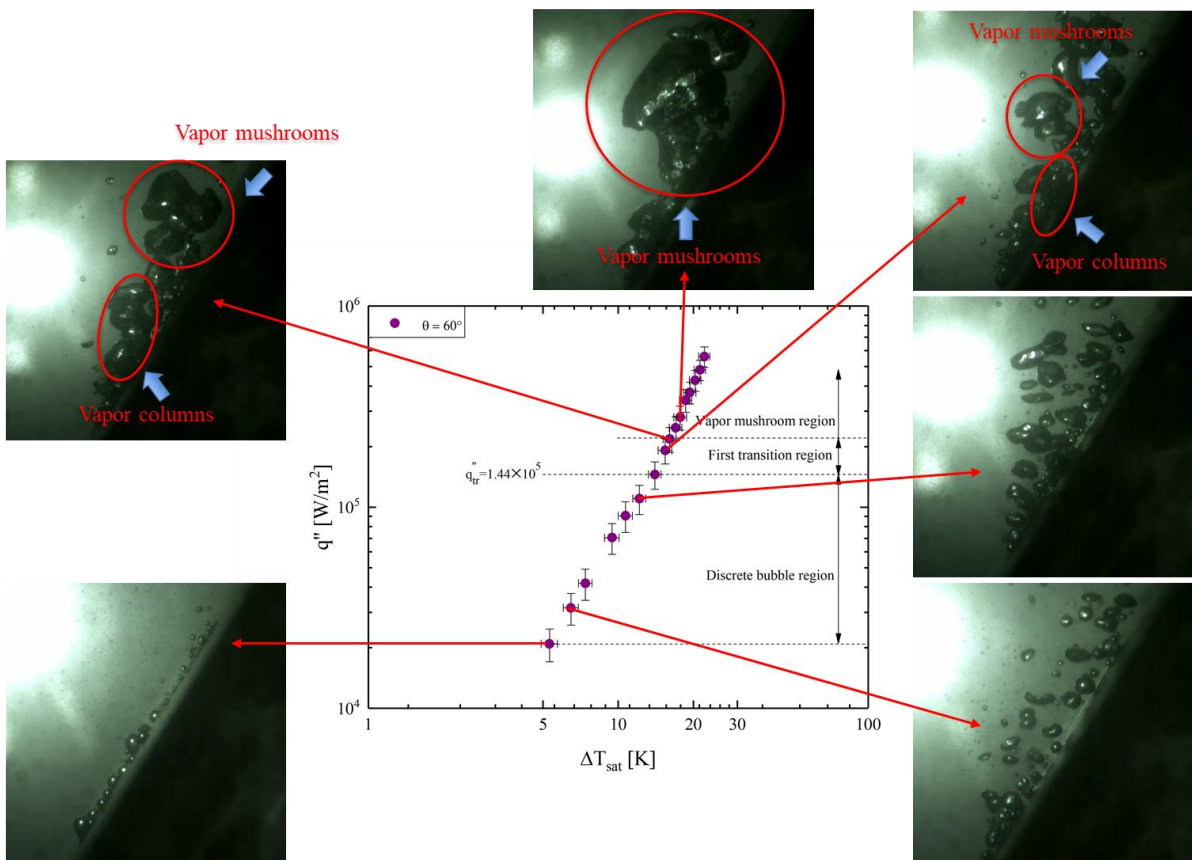 Vapor mushrooms
Vapor mushrooms
Vapor mushrooms
Vapor columns
Vapor columns
10⁶
θ = 60°
Vapor mushroom region
First transition region
q″tr=1.44×10⁵
10⁵
q" [W/m²]
Discrete bubble region
10⁴
1
5
10
20
30
100
ΔTsat [K]